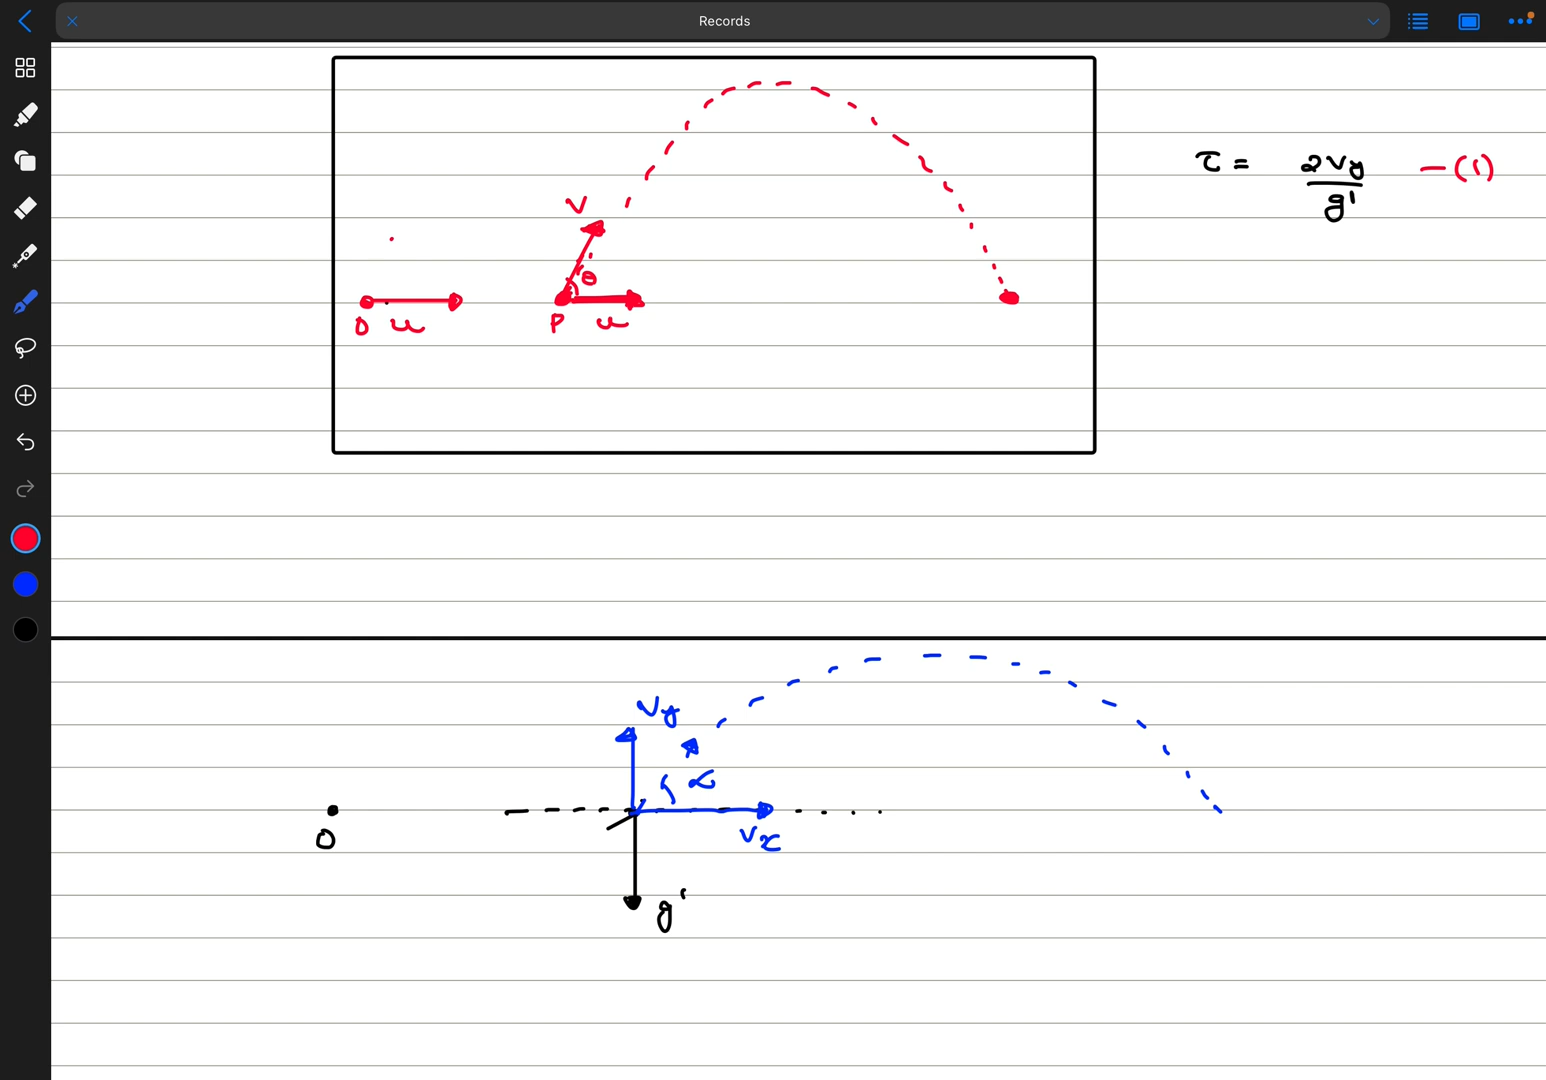 Records
τ = 2vy/g' — (1)
v
θ
O u
P u
vy
α
O
vx
g'